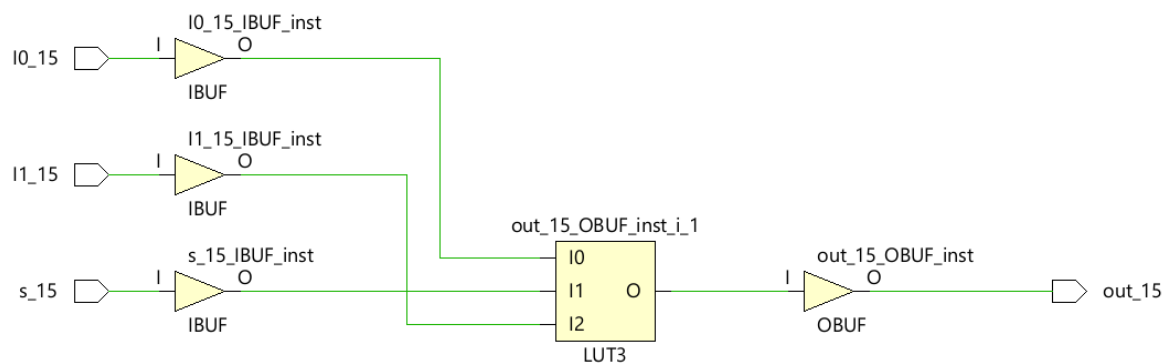 I0_15_IBUF_inst
I0_15
I
O
IBUF
I1_15_IBUF_inst
I1_15
I
O
IBUF
out_15_OBUF_inst_i_1
s_15_IBUF_inst
s_15
I
O
IBUF
I0
I1
I2
O
LUT3
out_15_OBUF_inst
I
O
OBUF
out_15